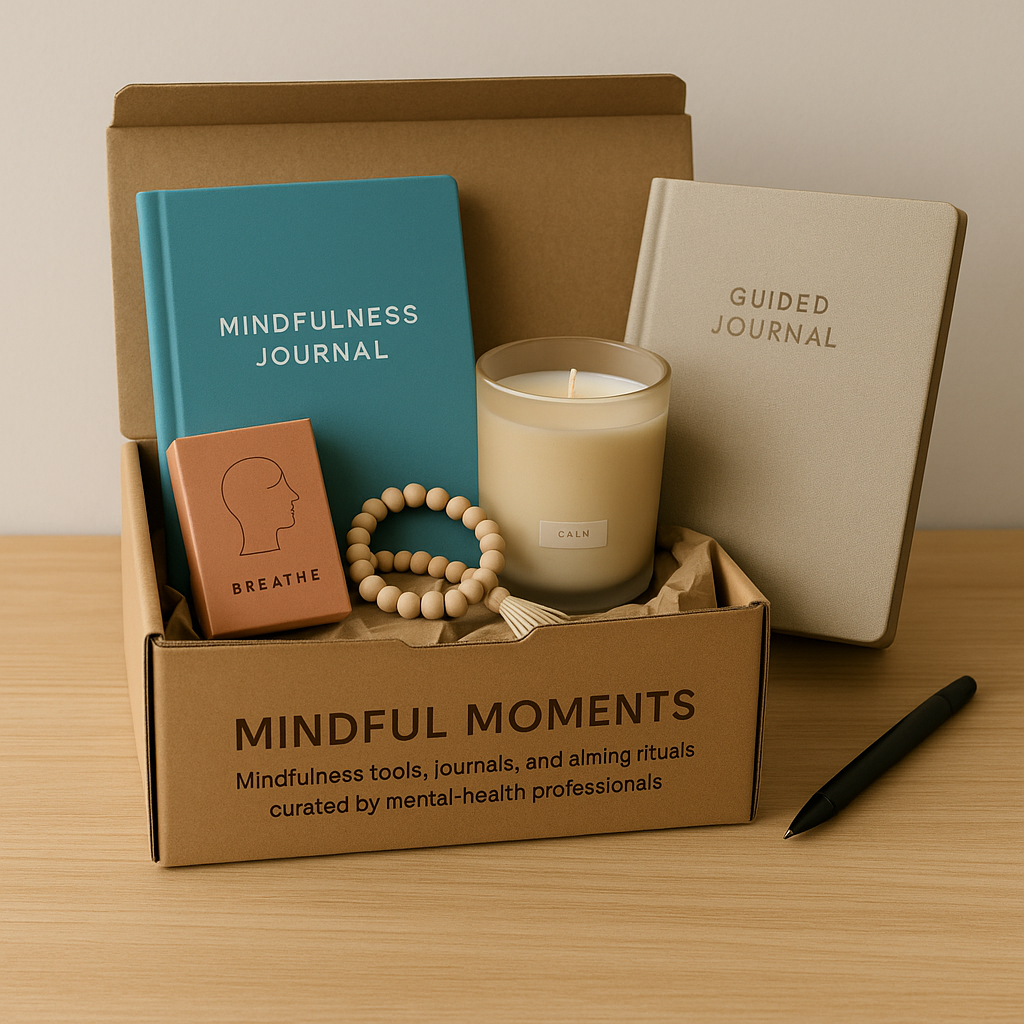 MINDFULNESS
JOURNAL
GUIDED
JOURNAL
CALN
BREATHE
MINDFUL MOMENTS
Mindfulness tools, journals, and alming rituals
curated by mental-health professionals